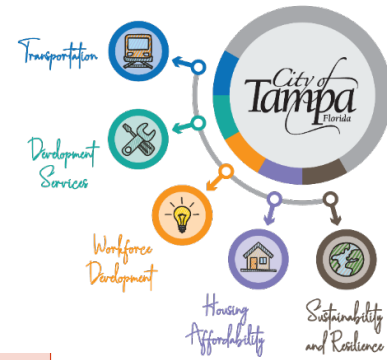 Transportation
City of
Tampa
Florida
Development
Services
Workforce
Development
Housing
Affordability
Sustainability
and Resilience